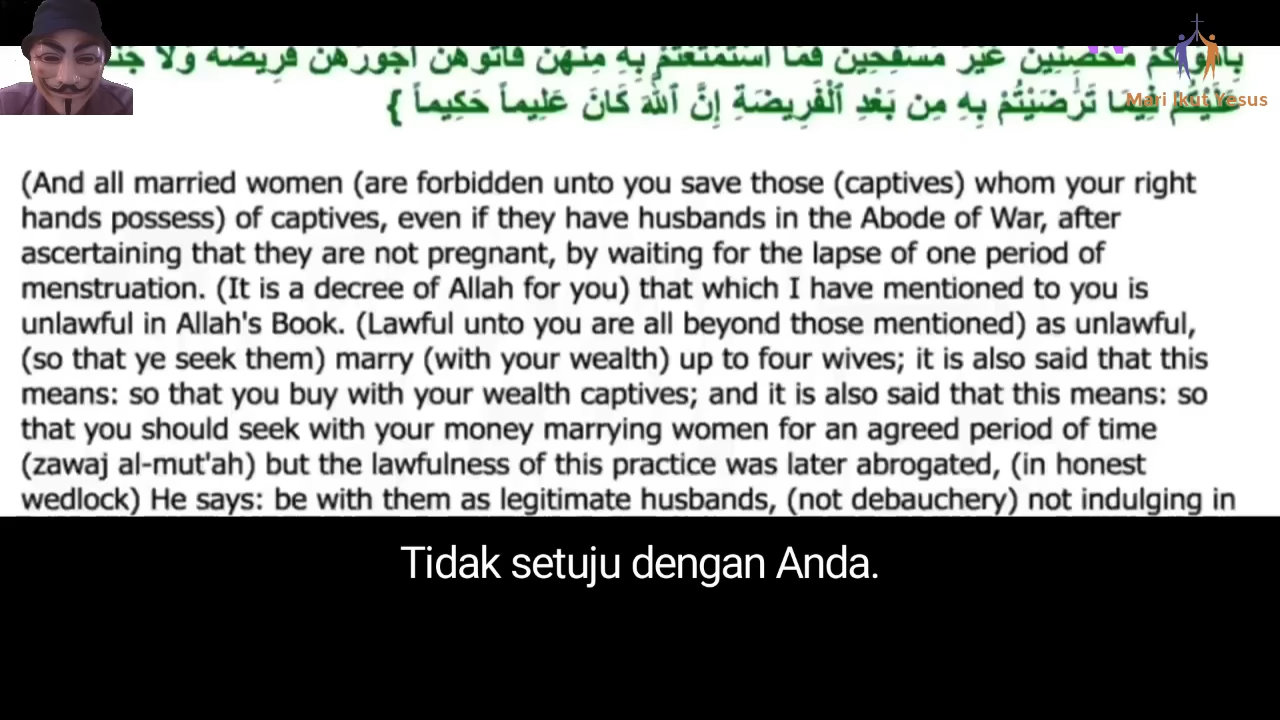 غَيْرَ مُسَٰفِحِينَ فَمَا ٱسْتَمْتَعْتُمْ بِهِ مِنْهُنَّ فَآتُوهُنَّ أُجُورَهُنَّ فَرِيضَةً وَلاَ
تَرَٰضَيْتُمْ بِهِ مِن بَعْدِ ٱلْفَرِيضَةِ إِنَّ ٱللَّهَ كَانَ عَلِيماً حَكِيماً }
Mari Ikut Yesus
(And all married women (are forbidden unto you save those (captives) whom your right
hands possess) of captives, even if they have husbands in the Abode of War, after
ascertaining that they are not pregnant, by waiting for the lapse of one period of
menstruation. (It is a decree of Allah for you) that which I have mentioned to you is
unlawful in Allah's Book. (Lawful unto you are all beyond those mentioned) as unlawful,
(so that ye seek them) marry (with your wealth) up to four wives; it is also said that this
means: so that you buy with your wealth captives; and it is also said that this means: so
that you should seek with your money marrying women for an agreed period of time
(zawaj al-mut'ah) but the lawfulness of this practice was later abrogated, (in honest
wedlock) He says: be with them as legitimate husbands, (not debauchery) not indulging in
Tidak setuju dengan Anda.